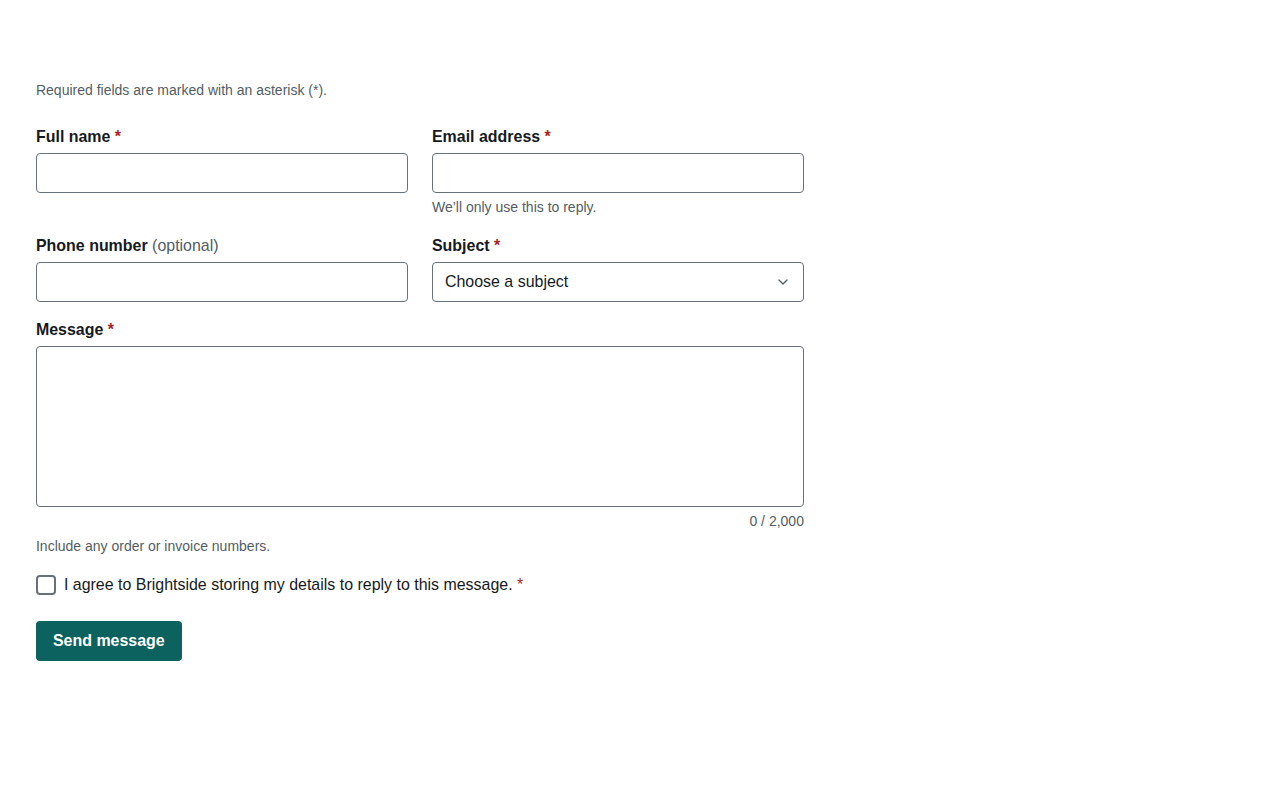 Required fields are marked with an asterisk (*).
Full name *
Email address *
We'll only use this to reply.
Phone number (optional)
Subject *
Choose a subject
Message *
0 / 2,000
Include any order or invoice numbers.
I agree to Brightside storing my details to reply to this message. *
Send message